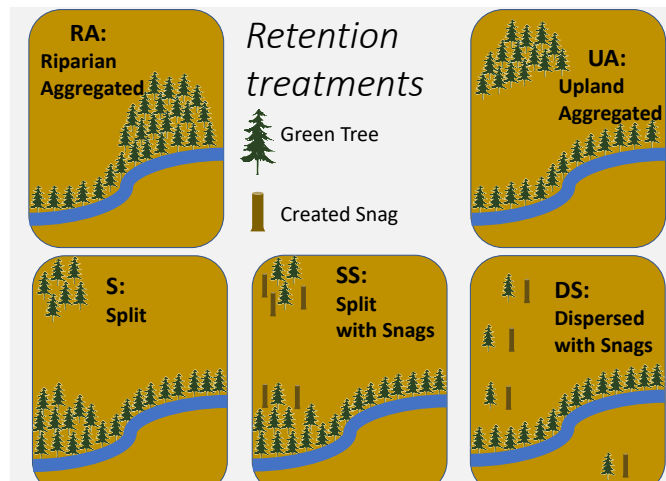 RA:
Riparian
Aggregated
Retention
treatments
Green Tree
Created Snag
UA:
Upland
Aggregated
S:
Split
SS:
Split
with Snags
DS:
Dispersed
with Snags